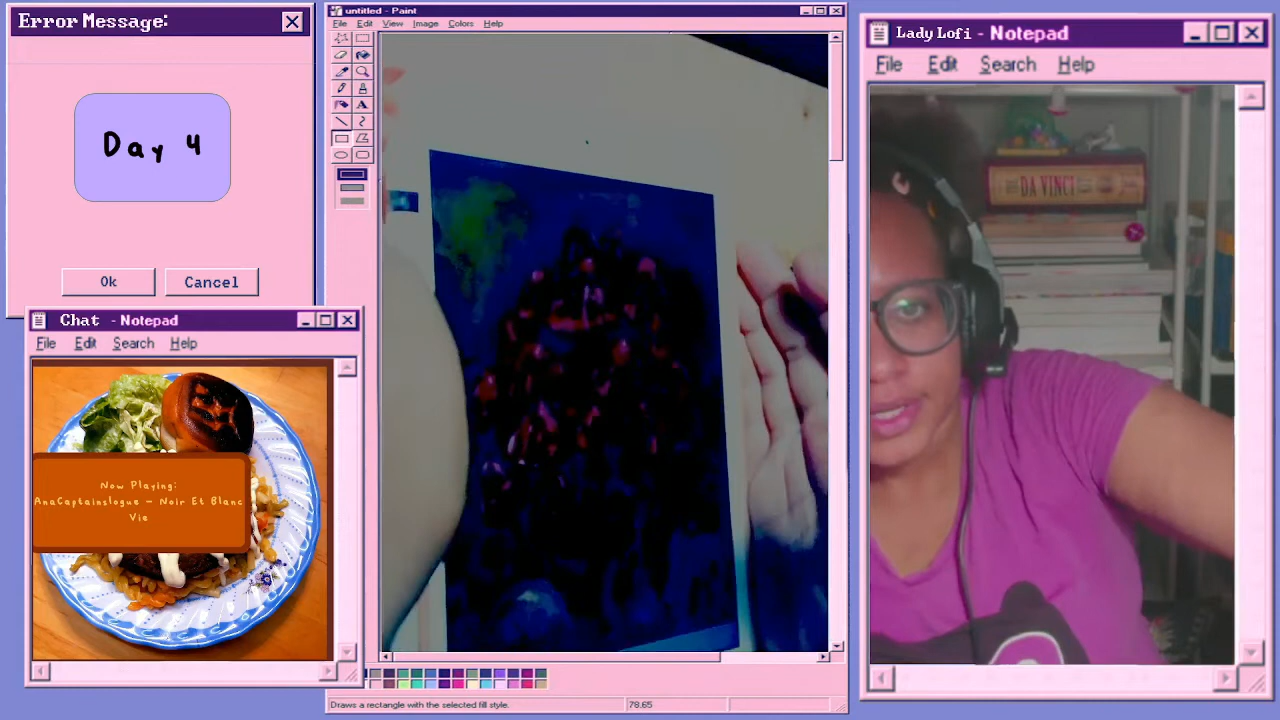 Error Message:
Day 4
Ok
Cancel
Chat - Notepad
File Edit Search Help
Now Playing:
AnaCaptainslogue - Noir Et Blanc
Vie
untitled - Paint
File Edit View Image Colors Help
A
Draws a rectangle with the selected fill style.
78.65
Lady Lofi - Notepad
File Edit Search Help
DA VINCI